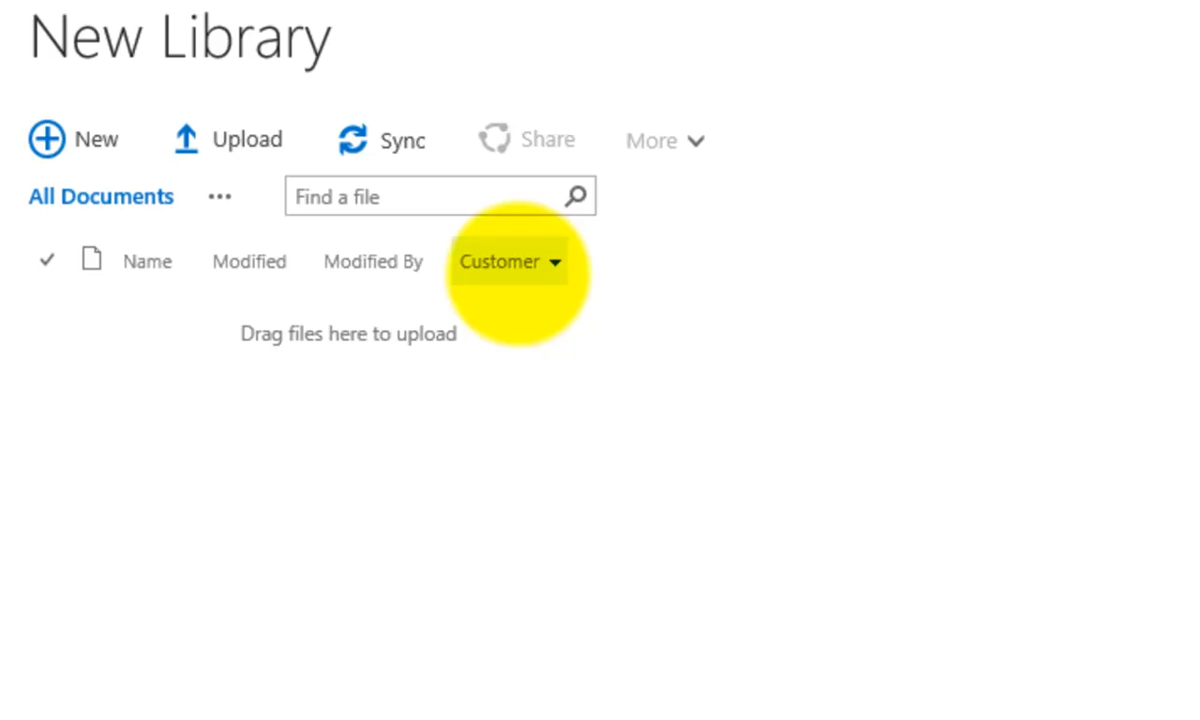 New Library
New Upload Sync Share More
All Documents ··· Find a file
Name Modified Modified By Customer
Drag files here to upload